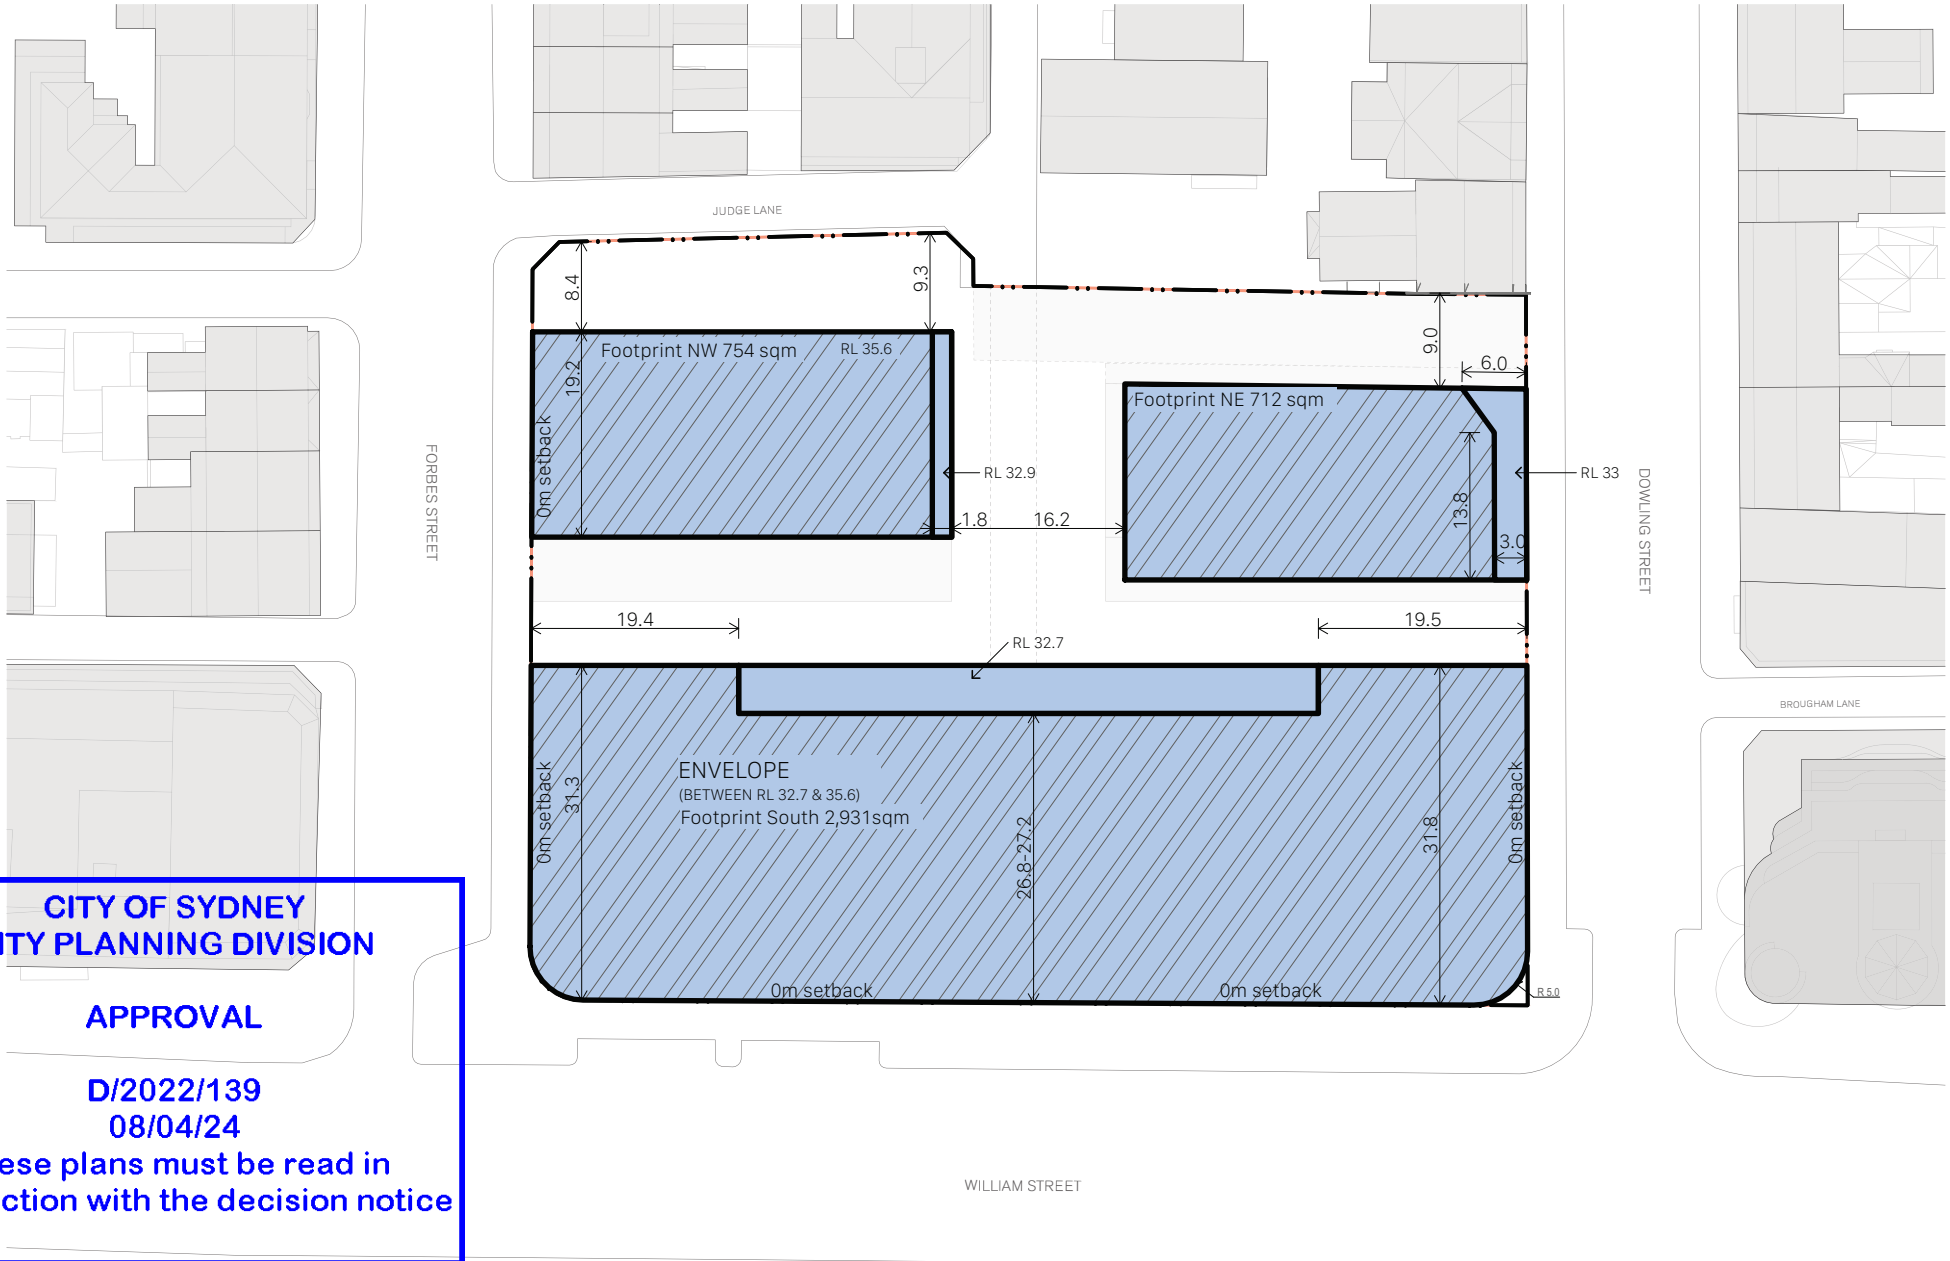 JUDGE LANE
8.4
9.3
Footprint NW 754 sqm
RL 35.6
19.2
0m setback
9.0
6.0
Footprint NE 712 sqm
FORBES STREET
RL 32.9
RL 33
DOWLING STREET
13.8
1.8
16.2
3.0
19.4
19.5
RL 32.7
BROUGHAM LANE
ENVELOPE
(BETWEEN RL 32.7 & 35.6)
Footprint South 2,931sqm
0m setback
31.3
26.8-27.2
31.8
0m setback
0m setback
0m setback
R 5.0
CITY OF SYDNEY
ITY PLANNING DIVISION
APPROVAL
D/2022/139
08/04/24
ese plans must be read in
ction with the decision notice
WILLIAM STREET